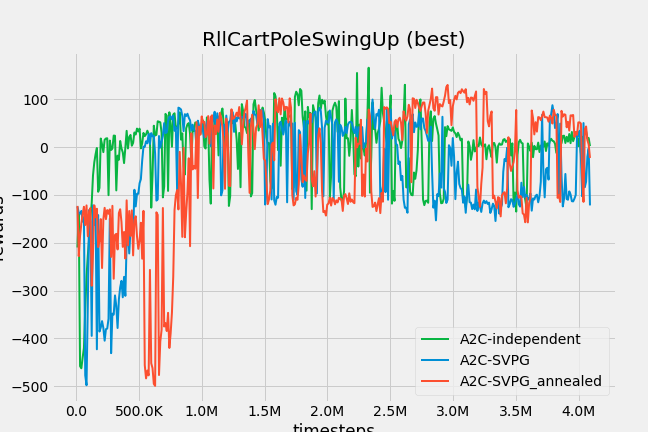 RllCartPoleSwingUp (best)
100
0
−100
−200
−300
−400
−500
0.0 500.0K 1.0M 1.5M 2.0M 2.5M 3.0M 3.5M 4.0M
A2C-independent
A2C-SVPG
A2C-SVPG_annealed
timesteps